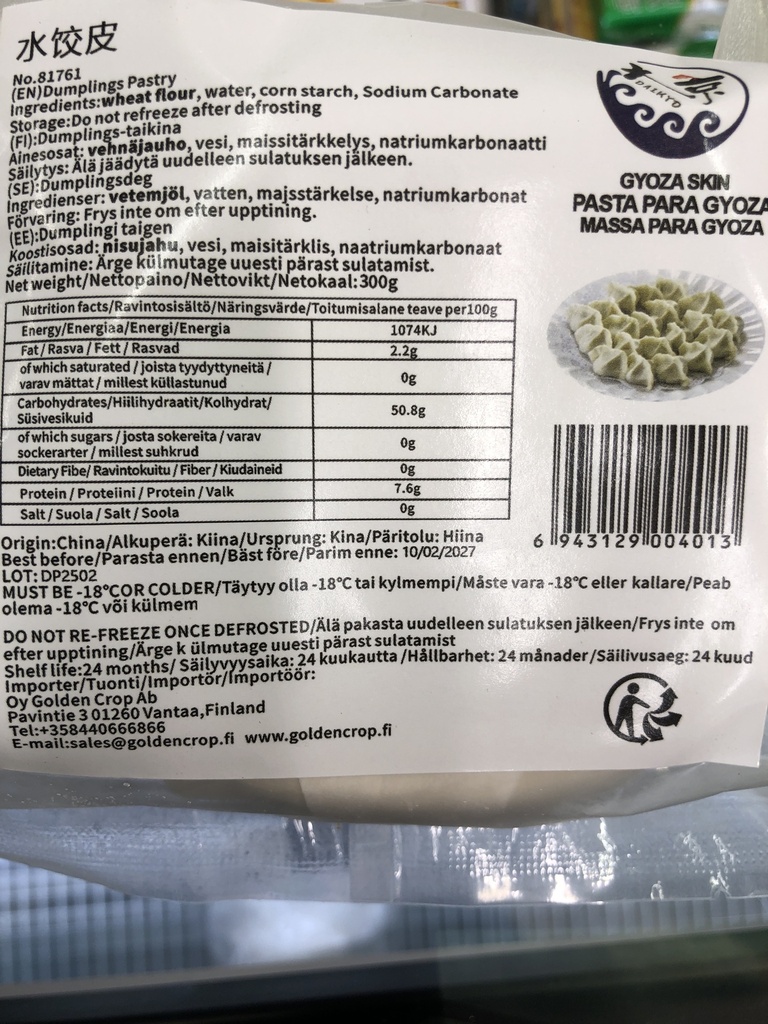 水饺皮
No.81761
(EN)Dumplings Pastry
Ingredients:wheat flour, water, corn starch, Sodium Carbonate
Storage:Do not refreeze after defrosting
(FI):Dumplings-taikina
Ainesosat: vehnäjauho, vesi, maissitärkkelys, natriumkarbonaatti
Säilytys: Älä jäädytä uudelleen sulatuksen jälkeen.
(SE):Dumplingsdeg
Ingredienser: vetemjöl, vatten, majsstärkelse, natriumkarbonat
Förvaring: Frys inte om efter upptining.
(EE):Dumplingi taigen
Koostisosad: nisujahu, vesi, maisitärklis, naatriumkarbonaat
Säilitamine: Ärge külmutage uuesti pärast sulatamist.
Net weight/Nettopaino/Nettovikt/Netokaal:300g
Nutrition facts/Ravintosisältö/Näringsvärde/Toitumisalane teave per100g
Energy/Energiaa/Energi/Energia 1074KJ
Fat / Rasva / Fett / Rasvad 2.2g
of which saturated / joista tyydyttyneitä /
varav mättat / millest küllastunud 0g
Carbohydrates/Hiilihydraatit/Kolhydrat/
Süsivesikuid 50.8g
of which sugars / josta sokereita / varav
sockerarter / millest suhkrud 0g
Dietary Fibe/ Ravintokuitu / Fiber / Kiudaineid 0g
Protein / Proteiini / Protein / Valk 7.6g
Salt / Suola / Salt / Soola 0g
Origin:China/Alkuperä: Kiina/Ursprung: Kina/Päritolu: Hiina
Best before/Parasta ennen/Bäst före/Parim enne: 10/02/2027
LOT: DP2502
MUST BE -18℃OR COLDER/Täytyy olla -18℃ tai kylmempi/Måste vara -18℃ eller kallare/Peab
olema -18℃ või külmem
DO NOT RE-FREEZE ONCE DEFROSTED/Älä pakasta uudelleen sulatuksen jälkeen/Frys inte om
efter upptining/Ärge k ülmutage uuesti pärast sulatamist
Shelf life:24 months/ Säilyvyysaika: 24 kuukautta /Hållbarhet: 24 månader /Säilivusaeg: 24 kuud
Importer/Tuonti/Importör/Importöör:
Oy Golden Crop Ab
Pavintie 3 01260 Vantaa,Finland
Tel:+358440666866
E-mail:sales@goldencrop.fi www.goldencrop.fi
DAIKYO
GYOZA SKIN
PASTA PARA GYOZA
MASSA PARA GYOZA
6 943129 004013